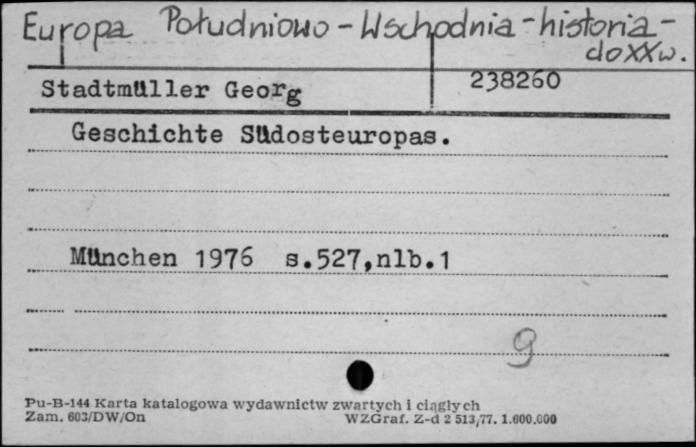 Europa Południowo-Wschodnia-historia-
do XX w.
Stadtmüller Georg 238260
Geschichte Südosteuropas.
München 1976 s.527,nlb.1
9
Pu-B-144 Karta katalogowa wydawnictw zwartych i ciągłych
Zam. 603/DW/On WZGraf. Z-d 2 513/77. 1.600.000